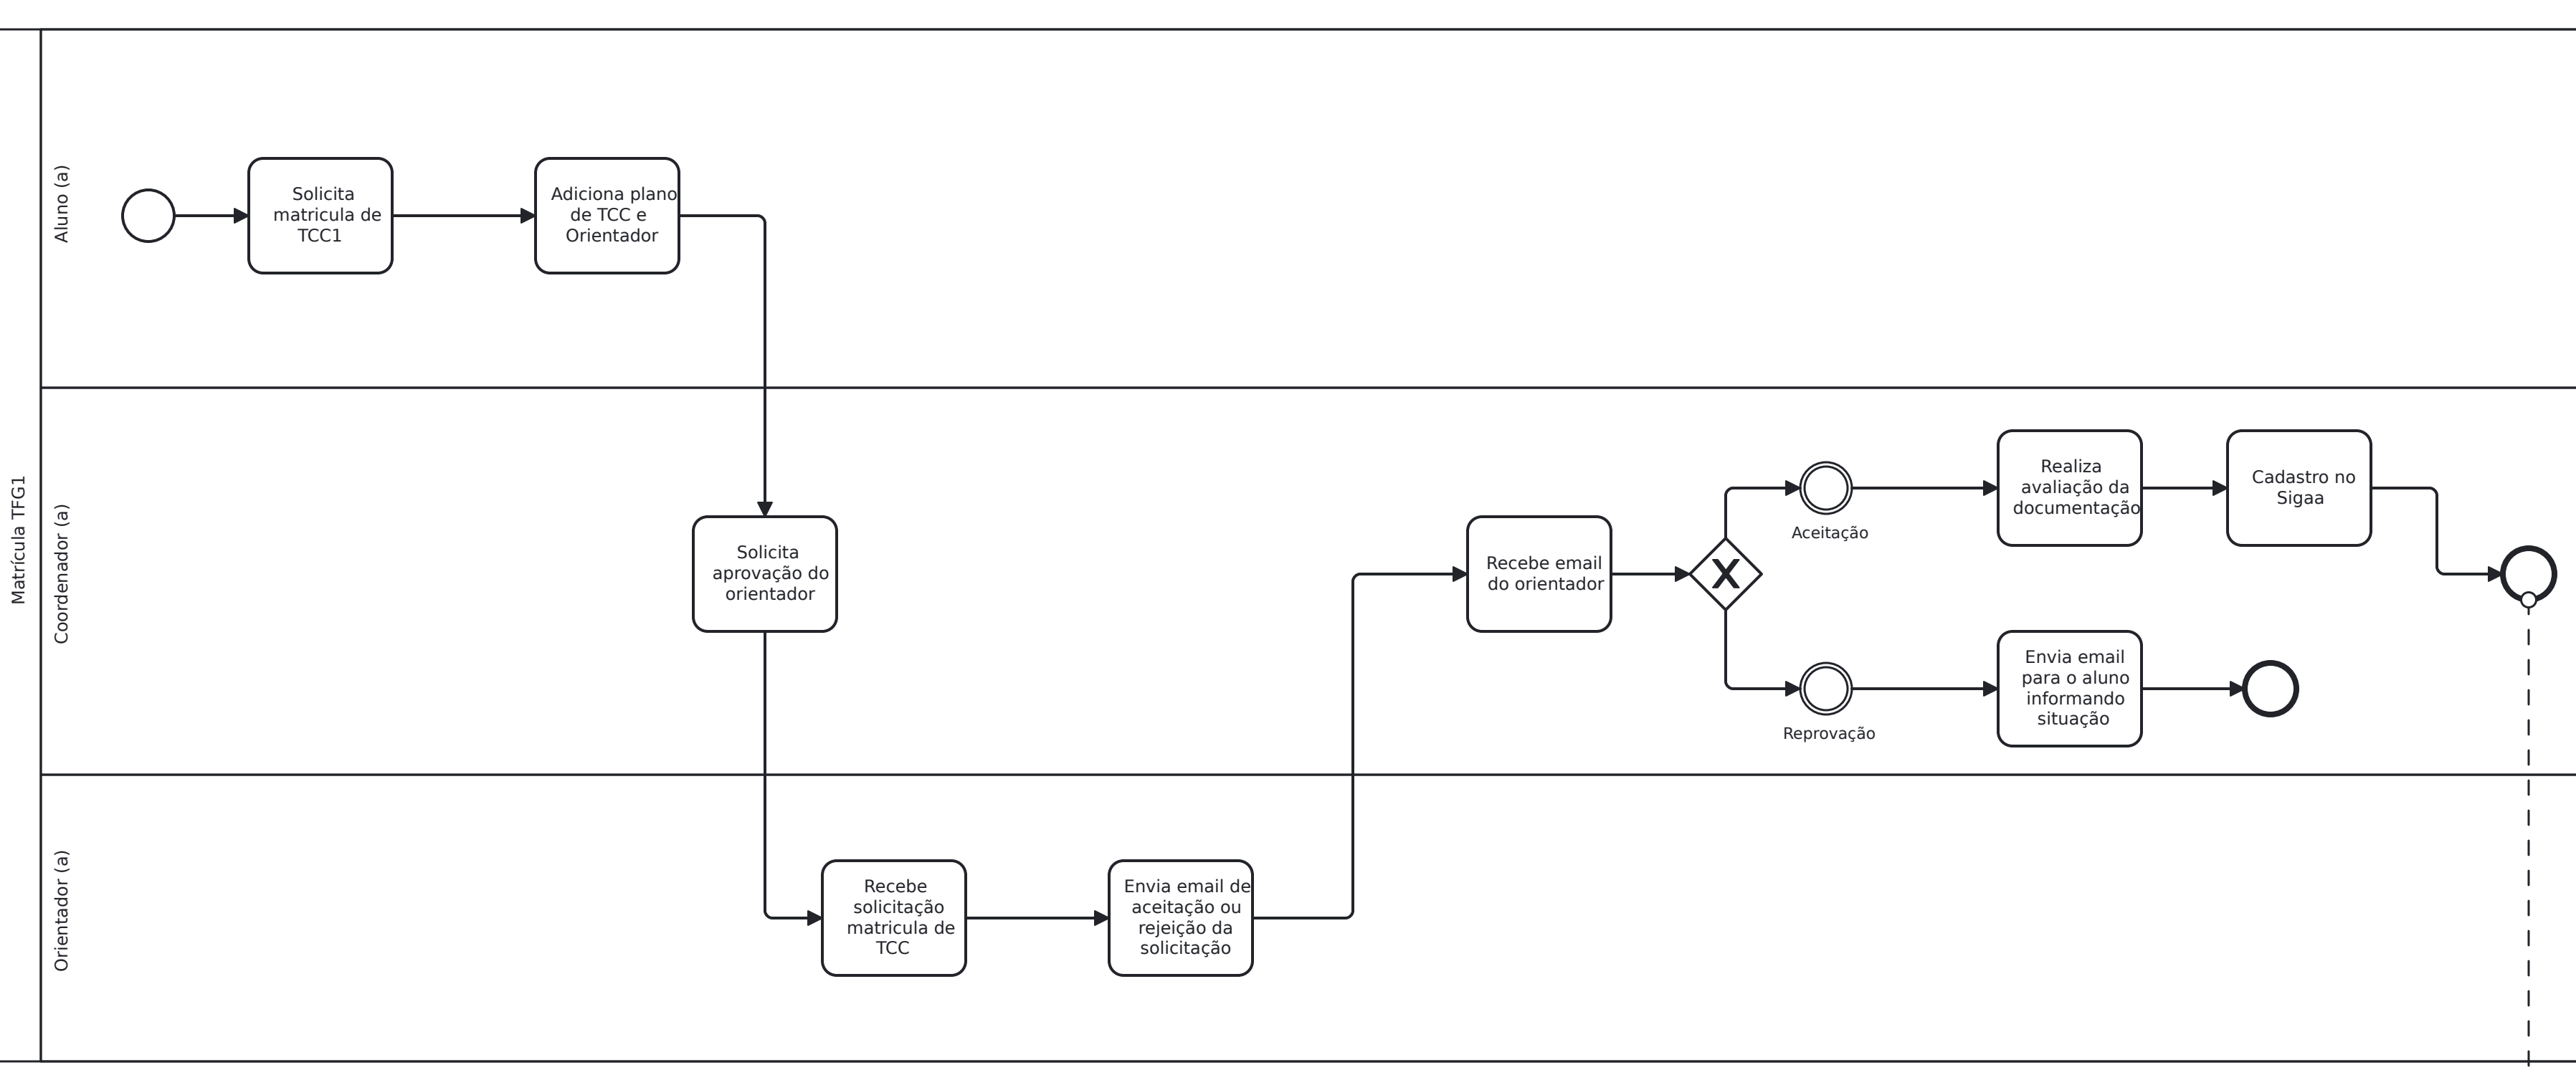 Matrícula TFG1
Aluno (a)
Solicita
matricula de
TCC1
Adiciona plano
de TCC e
Orientador
Coordenador (a)
Solicita
aprovação do
orientador
Recebe email
do orientador
Aceitação
Realiza
avaliação da
documentação
Cadastro no
Sigaa
Reprovação
Envia email
para o aluno
informando
situação
Orientador (a)
Recebe
solicitação
matricula de
TCC
Envia email de
aceitação ou
rejeição da
solicitação